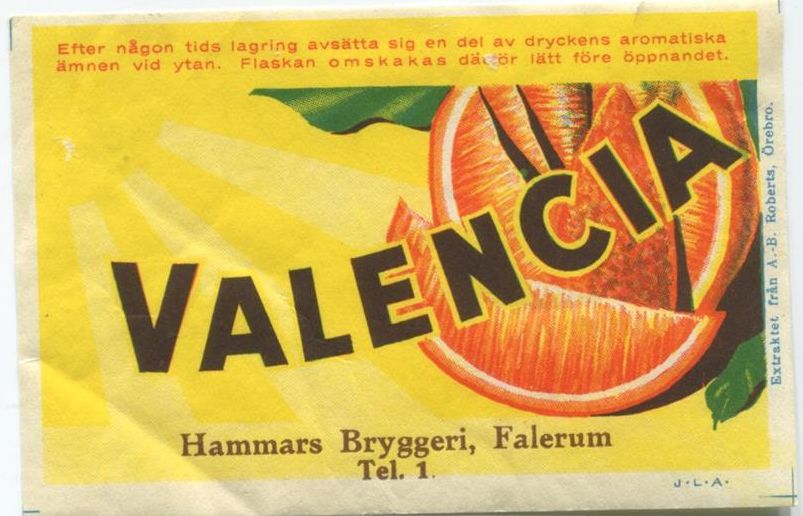 Efter någon tids lagring avsätta sig en del av dryckens aromatiska
ämnen vid ytan. Flaskan omskakas därför lätt före öppnandet.
VALENCIA
Extraktet från A.-B. Roberts, Örebro.
Hammars Bryggeri, Falerum
Tel. 1.
J·L·A·